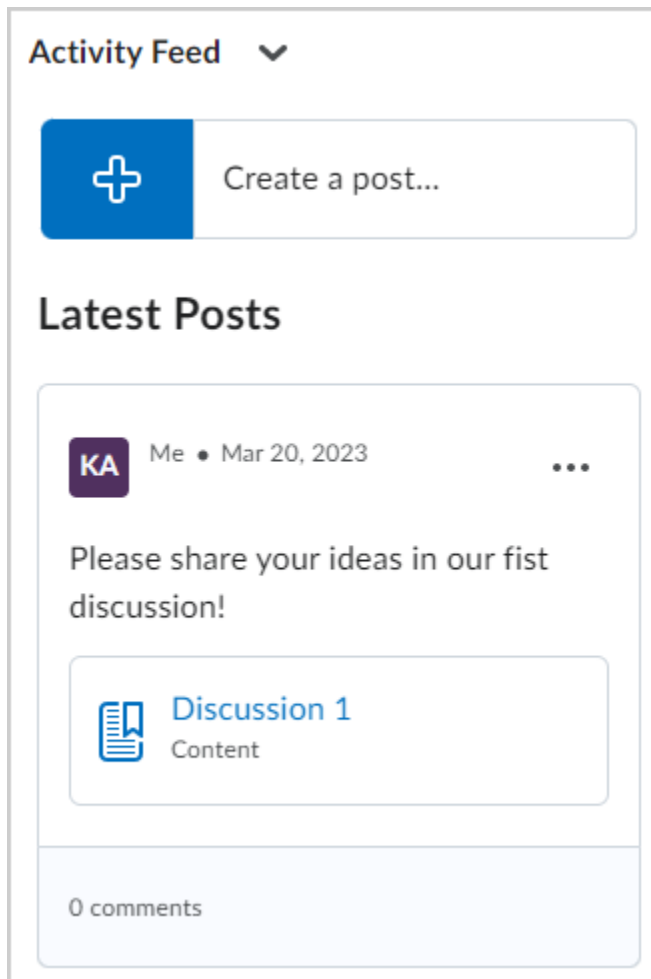 Activity Feed
Create a post...
Latest Posts
KA
Me • Mar 20, 2023
Please share your ideas in our fist
discussion!
Discussion 1
Content
0 comments